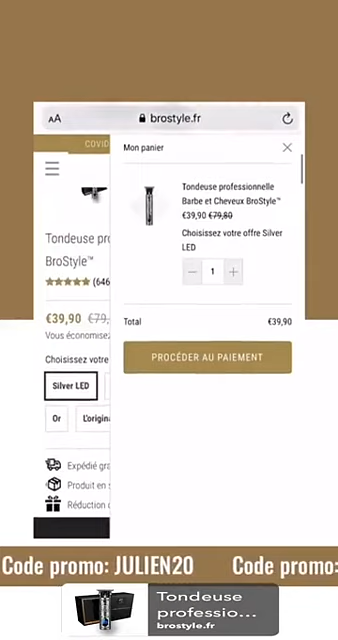 AA
brostyle.fr
COVID
Mon panier
Tondeuse professionnelle
Barbe et Cheveux BroStyle™
€39,90 €79,80
Choisissez votre offre Silver
LED
1
Total €39,90
PROCÉDER AU PAIEMENT
Tondeuse pro
BroStyle™
(646
€39,90 €79,
Vous économise
Choisissez votre
Silver LED
Or L'origin
Expédié gra
Produit en s
Réduction d
Code promo: JULIEN20 Code promo:
Tondeuse
professio...
brostyle.fr